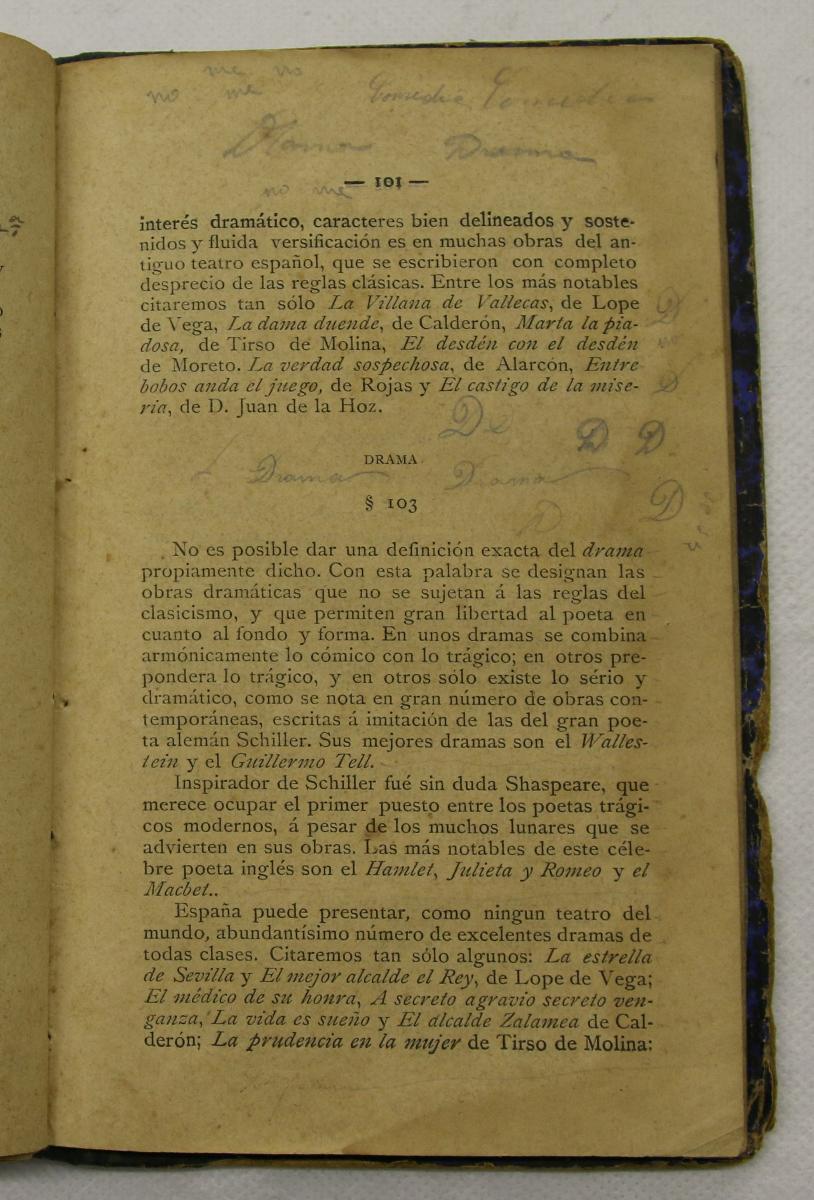 me no
no me Comedia Comedia
Drama Drama
— 101 —
no me
interés dramático, caracteres bien delineados y soste-
nidos y fluida versificación es en muchas obras del an-
tiguo teatro español, que se escribieron con completo
desprecio de las reglas clásicas. Entre los más notables
citaremos tan sólo La Villana de Vallecas, de Lope
de Vega, La dama duende, de Calderón, Marta la pia-
dosa, de Tirso de Molina, El desdén con el desdén
de Moreto. La verdad sospechosa, de Alarcón, Entre
bobos anda el juego, de Rojas y El castigo de la mise-
ria, de D. Juan de la Hoz.
De D D
DRAMA
Drama Drama
§ 103
D
D
No es posible dar una definición exacta del drama
propiamente dicho. Con esta palabra se designan las
obras dramáticas que no se sujetan á las reglas del
clasicismo, y que permiten gran libertad al poeta en
cuanto al fondo y forma. En unos dramas se combina
armónicamente lo cómico con lo trágico; en otros pre-
pondera lo trágico, y en otros sólo existe lo sério y
dramático, como se nota en gran número de obras con-
temporáneas, escritas á imitación de las del gran poe-
ta alemán Schiller. Sus mejores dramas son el Walles-
tein y el Guillermo Tell.
Inspirador de Schiller fué sin duda Shaspeare, que
merece ocupar el primer puesto entre los poetas trági-
cos modernos, á pesar de los muchos lunares que se
advierten en sus obras. Las más notables de este céle-
bre poeta inglés son el Hamlet, Julieta y Romeo y el
Macbet..
España puede presentar, como ningun teatro del
mundo, abundantísimo número de excelentes dramas de
todas clases. Citaremos tan sólo algunos: La estrella
de Sevilla y El mejor alcalde el Rey, de Lope de Vega;
El médico de su honra, A secreto agravio secreto ven-
ganza, La vida es sueño y El alcalde Zalamea de Cal-
derón; La prudencia en la mujer de Tirso de Molina: